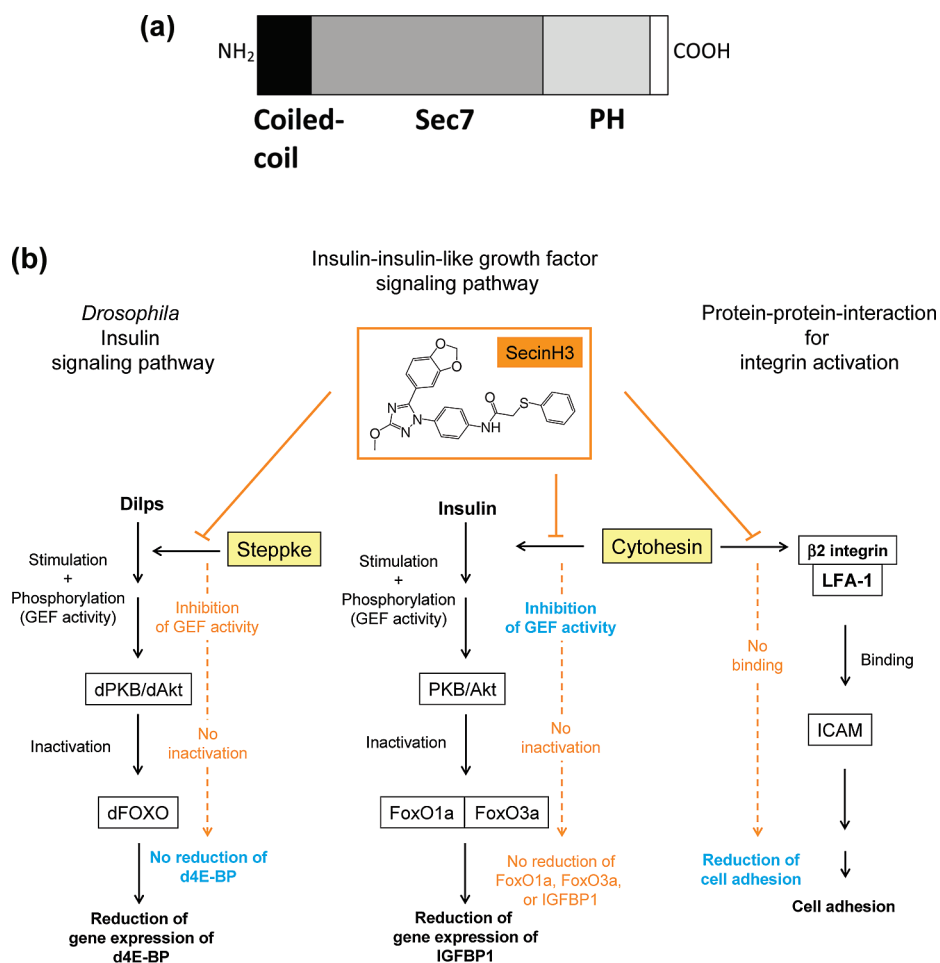 (a)
NH2
COOH
Coiled-
coil
Sec7
PH
(b)
Insulin-insulin-like growth factor
signaling pathway
Drosophila
Insulin
signaling pathway
Protein-protein-interaction
for
integrin activation
SecinH3
O
O
N
N
N
O
O
NH
S
Dilps
Steppke
Stimulation
+
Phosphorylation
(GEF activity)
Inhibition
of GEF activity
dPKB/dAkt
Inactivation
No
inactivation
dFOXO
No reduction of
d4E-BP
Reduction of
gene expression of
d4E-BP
Insulin
Cytohesin
Stimulation
+
Phosphorylation
(GEF activity)
Inhibition
of GEF activity
PKB/Akt
Inactivation
No
inactivation
FoxO1a
FoxO3a
No reduction of
FoxO1a, FoxO3a,
or IGFBP1
Reduction of
gene expression of
IGFBP1
β2 integrin
LFA-1
No
binding
Binding
ICAM
Reduction of
cell adhesion
Cell adhesion